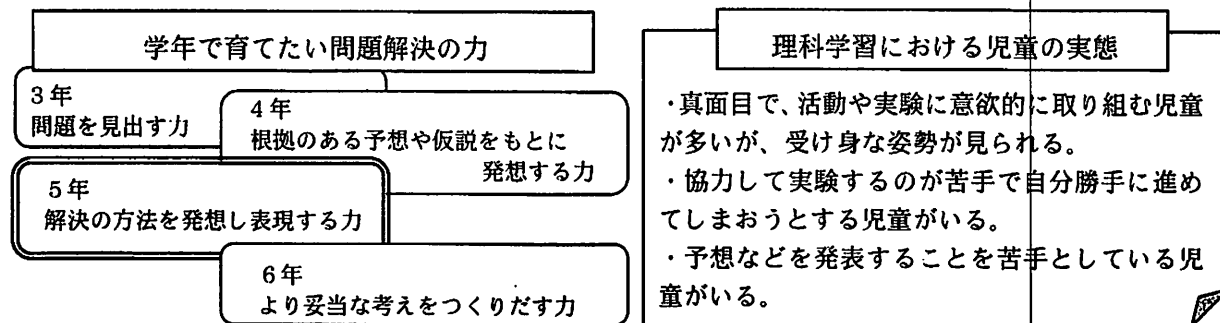 学年で育てたい問題解決の力
3年
問題を見出す力
4年
根拠のある予想や仮説をもとに
発想する力
5年
解決の方法を発想し表現する力
6年
より妥当な考えをつくりだす力
理科学習における児童の実態
・真面目で、活動や実験に意欲的に取り組む児童
が多いが、受け身な姿勢が見られる。
・協力して実験するのが苦手で自分勝手に進め
てしまおうとする児童がいる。
・予想などを発表することを苦手としている児
童がいる。